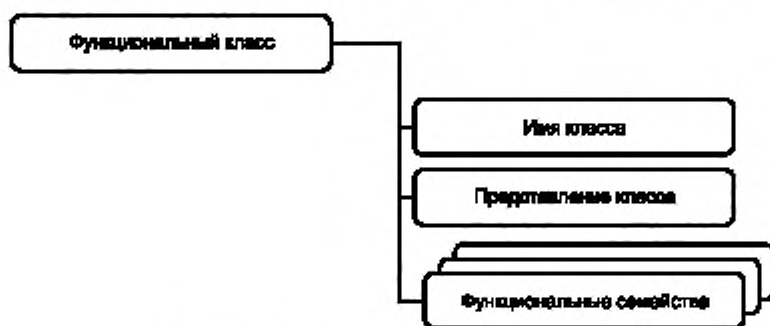 Функциональный класс
Имя класса
Представление класса
Функциональные семейства